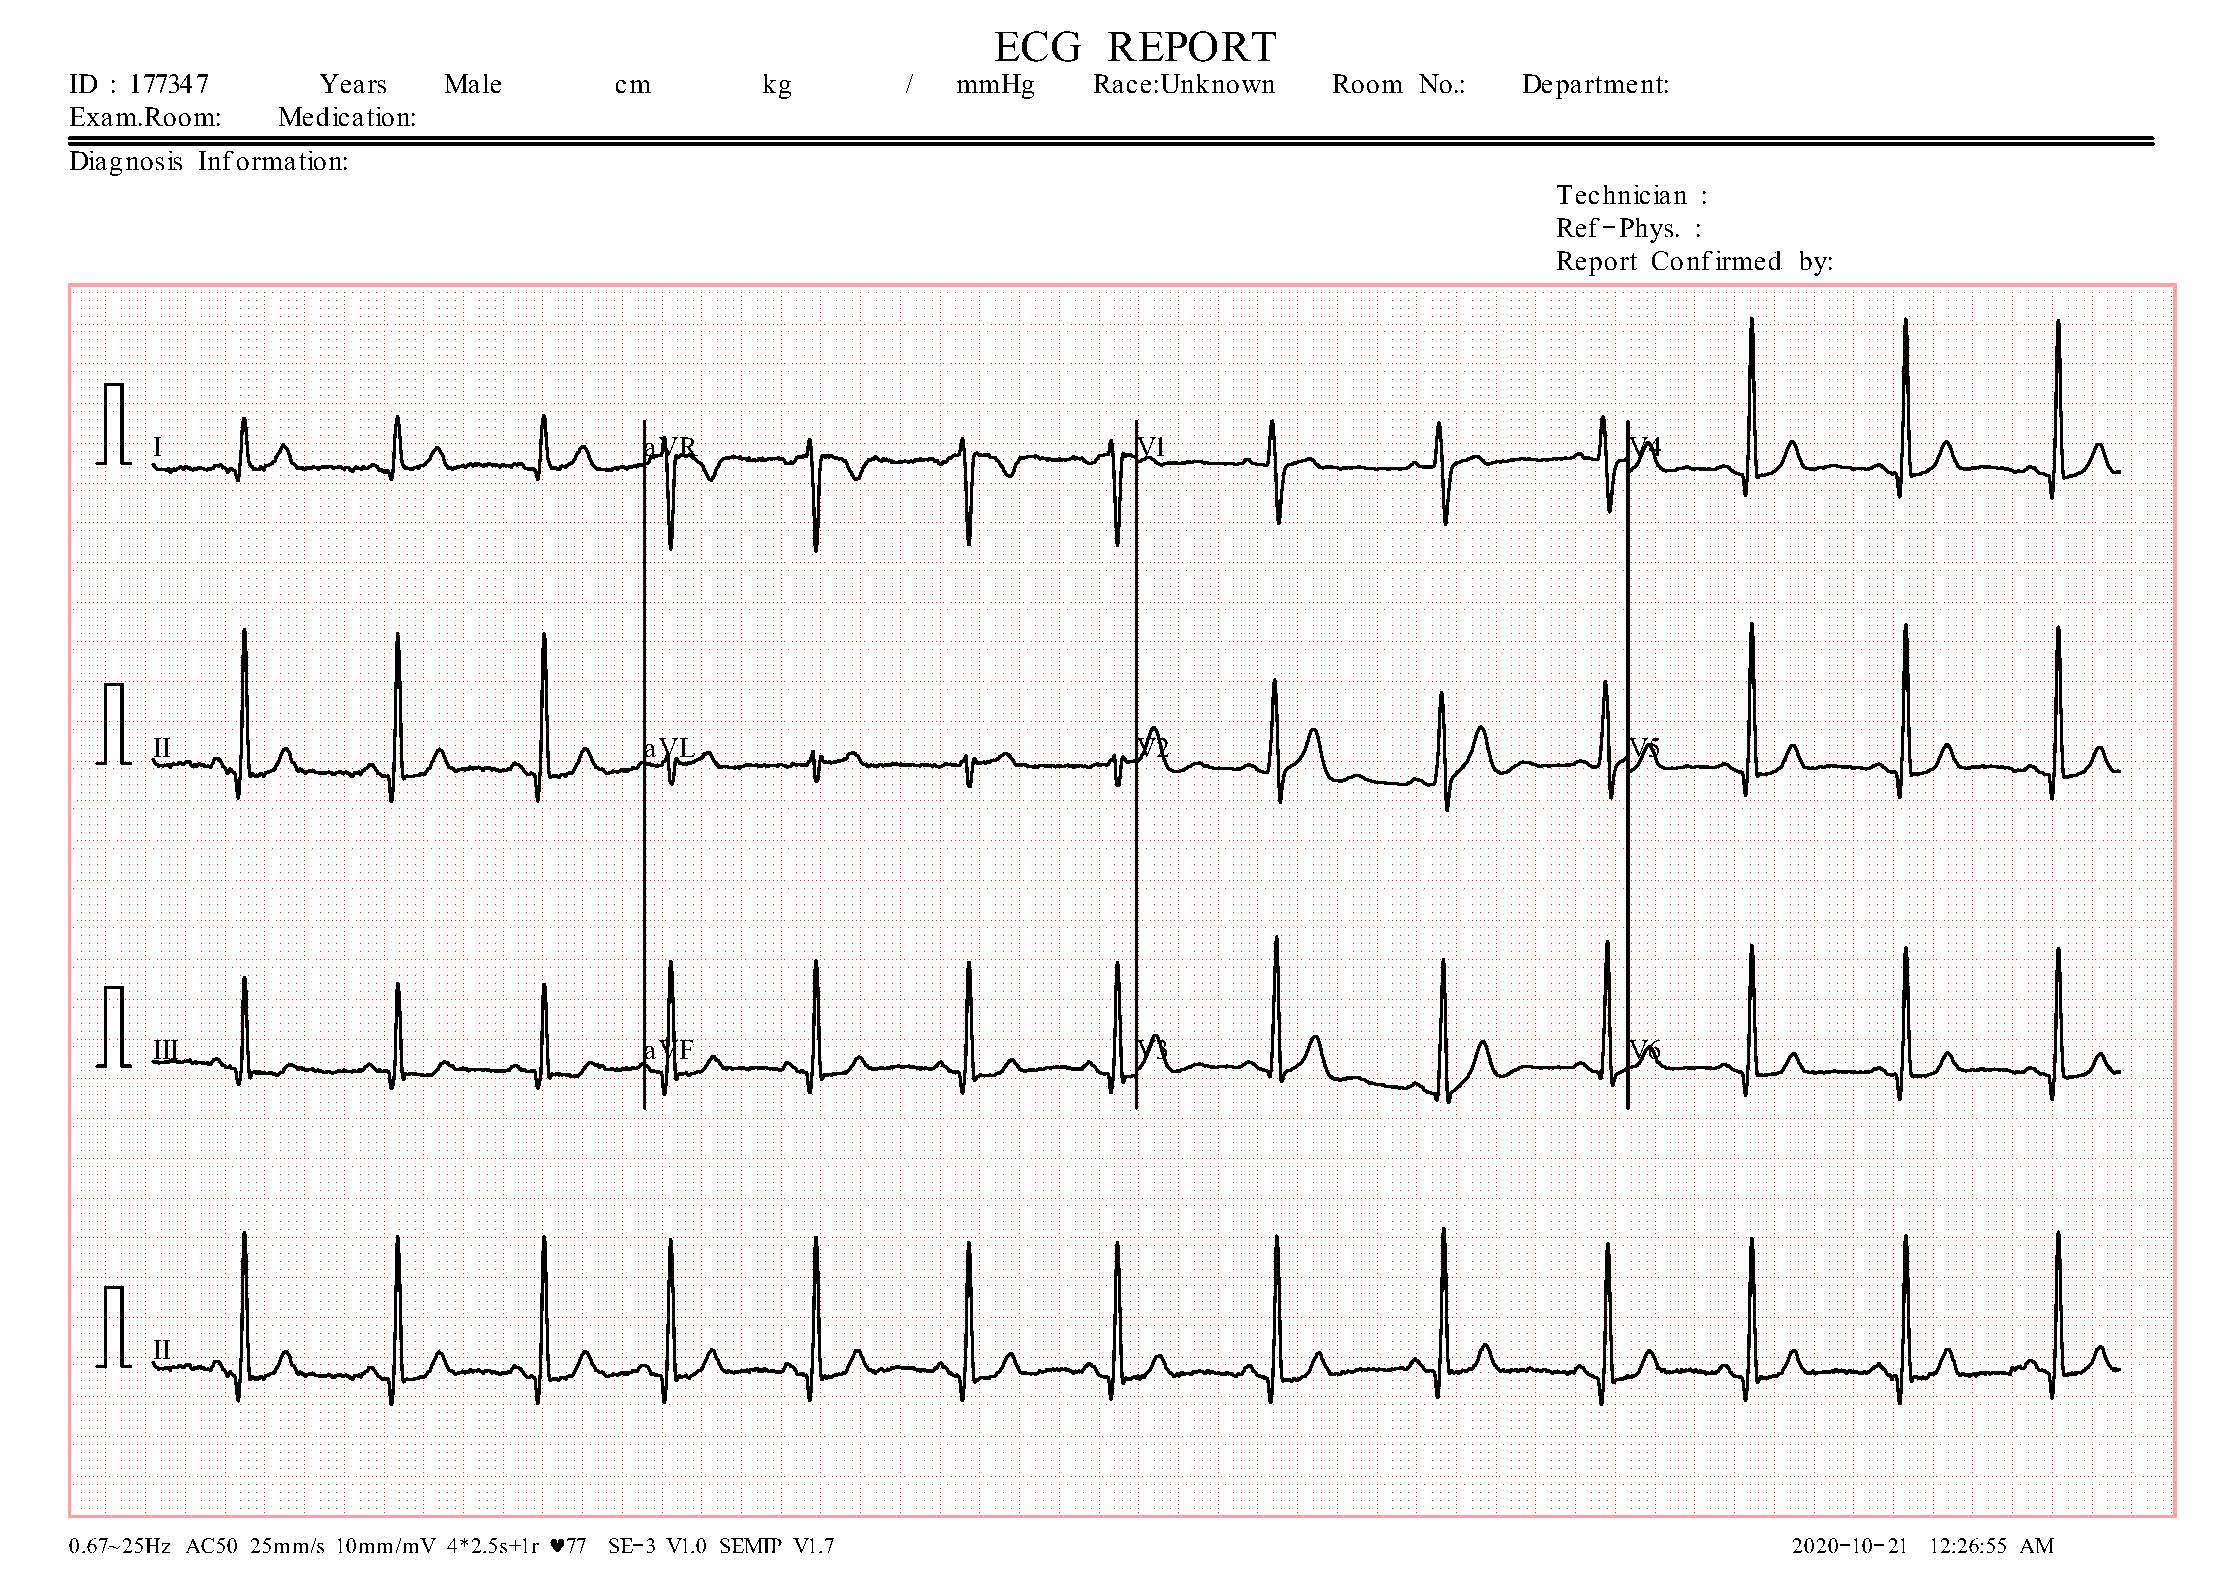 ECG REPORT
ID : 177347 Years Male cm kg / mmHg Race:Unknown Room No.: Department:
Exam.Room: Medication:
Diagnosis Information:
Technician :
Ref-Phys. :
Report Confirmed by:
I aVR V1 V4
II aVL V2 V5
III aVF V3 V6
II
0.67~25Hz AC50 25mm/s 10mm/mV 4*2.5s+1r ♥77 SE-3 V1.0 SEMIP V1.7 2020-10-21 12:26:55 AM